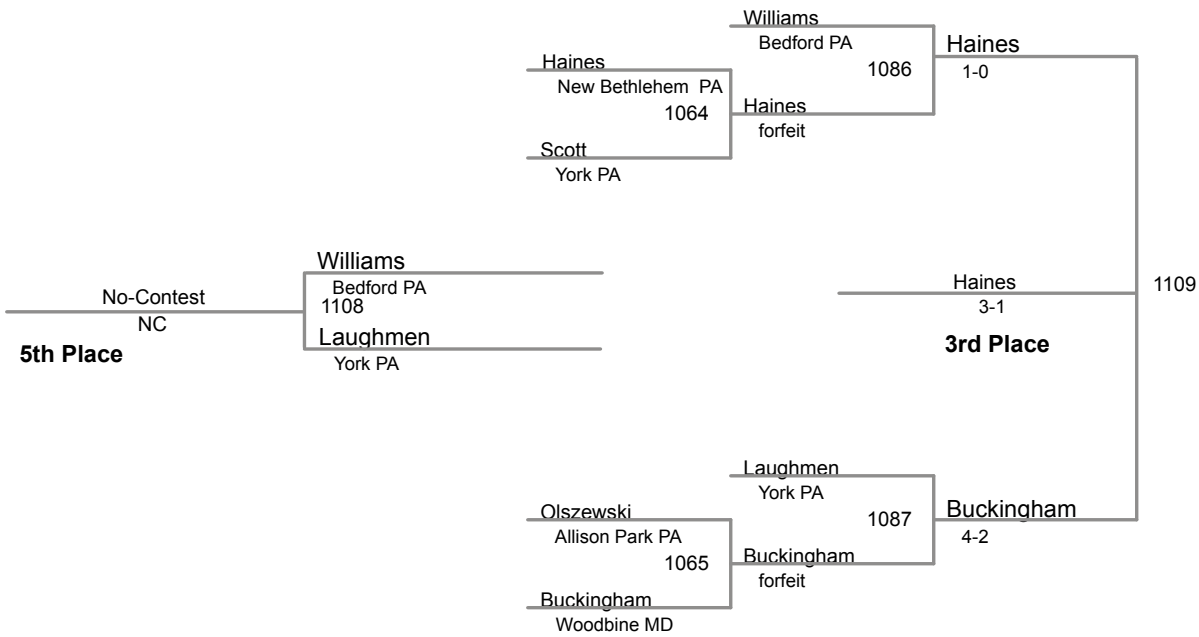 Williams
Bedford PA
Haines
1-0
1086
Haines
New Bethlehem PA
1064
Haines
forfeit
Scott
York PA
Williams
Bedford PA
1108
No-Contest
NC
5th Place
Laughmen
York PA
Haines
3-1
3rd Place
1109
Laughmen
York PA
1087
Buckingham
4-2
Olszewski
Allison Park PA
1065
Buckingham
forfeit
Buckingham
Woodbine MD